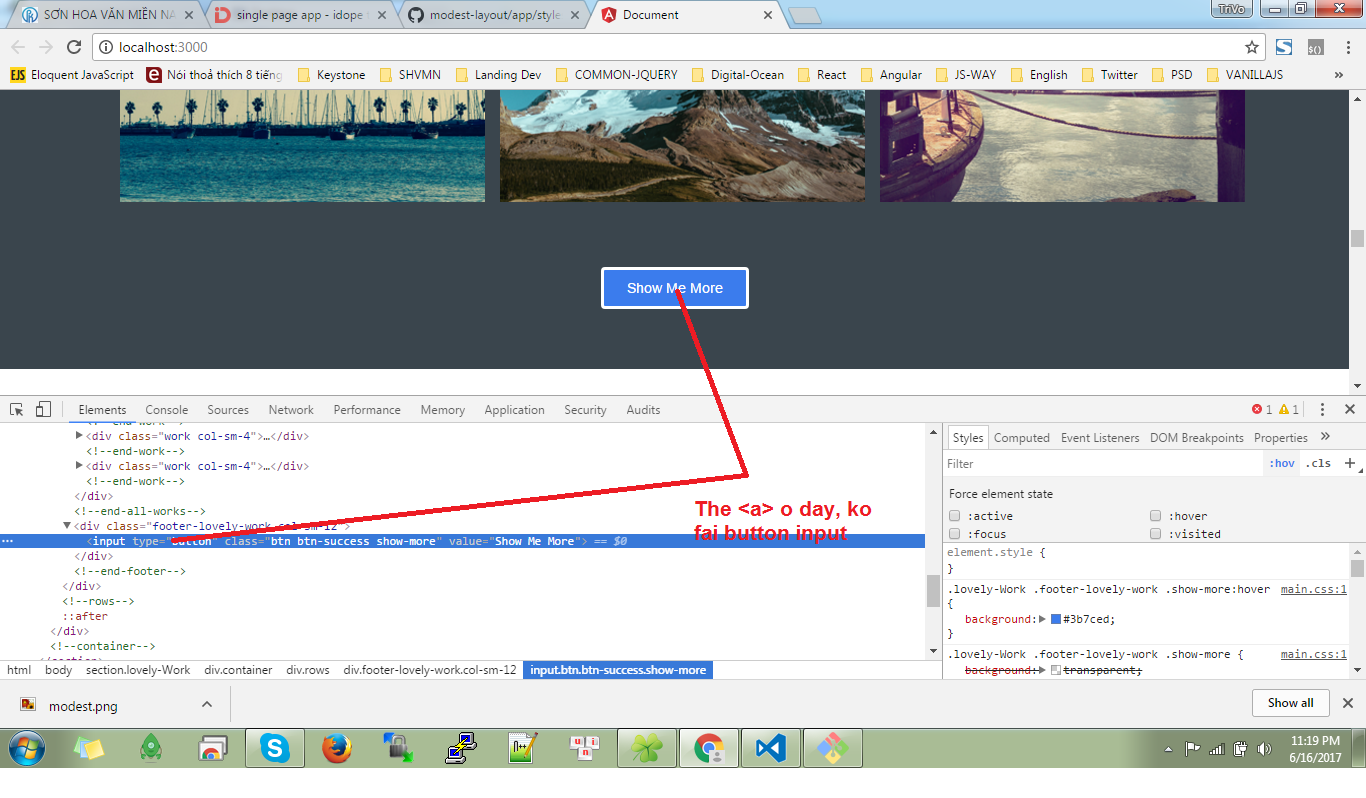 SƠN HOA VĂN MIỀN NA
single page app - idope
modest-layout/app/style
Document
TriVo
localhost:3000
EJS Eloquent JavaScript
e Nói thoả thích 8 tiếng
Keystone
SHVMN
Landing Dev
COMMON-JQUERY
Digital-Ocean
React
Angular
JS-WAY
English
Twitter
PSD
VANILLAJS
»
Show Me More
Elements Console Sources Network Performance Memory Application Security Audits
1 1
<!--end-work-->
<div class="work col-sm-4">…</div>
<!--end-work-->
<div class="work col-sm-4">…</div>
<!--end-work-->
</div>
<!--end-all-works-->
<div class="footer-lovely-work col-sm-12">
<input type="button" class="btn btn-success show-more" value="Show Me More"> == $0
</div>
<!--end-footer-->
</div>
<!--rows-->
::after
</div>
<!--container-->
The <a> o day, ko
fai button input
Styles Computed Event Listeners DOM Breakpoints Properties »
Filter
:hov .cls +
Force element state
:active :hover
:focus :visited
element.style {
}
.lovely-Work .footer-lovely-work .show-more:hover main.css:1
{
background: #3b7ced;
}
.lovely-Work .footer-lovely-work .show-more { main.css:1
background: transparent;
html body section.lovely-Work div.container div.rows div.footer-lovely-work.col-sm-12 input.btn.btn-success.show-more
modest.png
Show all
11:19 PM
6/16/2017